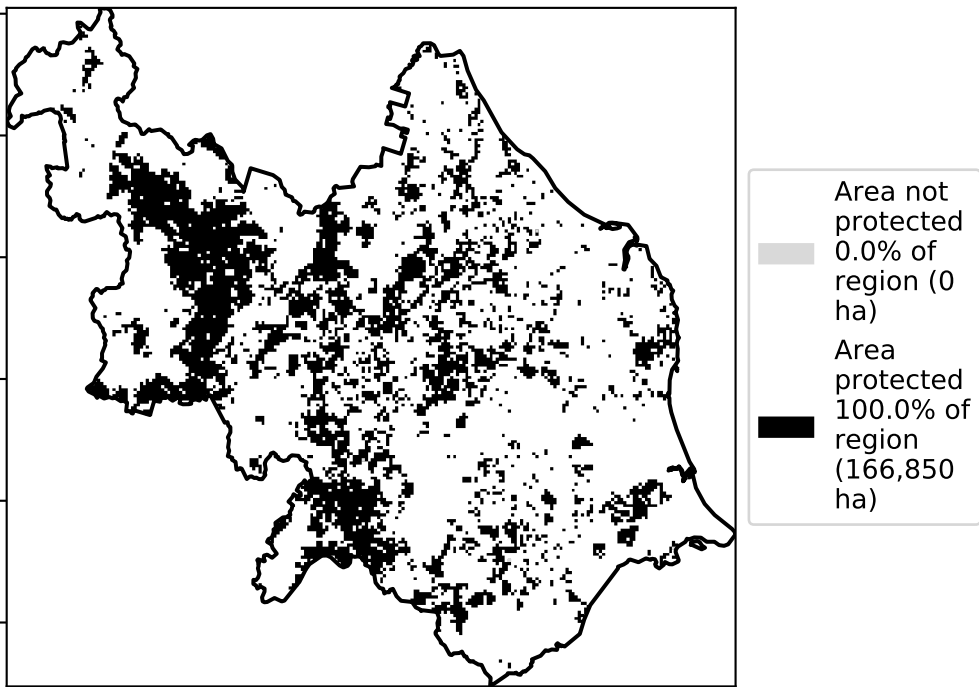 Area not
protected
0.0% of
region (0
ha)
Area
protected
100.0% of
region
(166,850
ha)